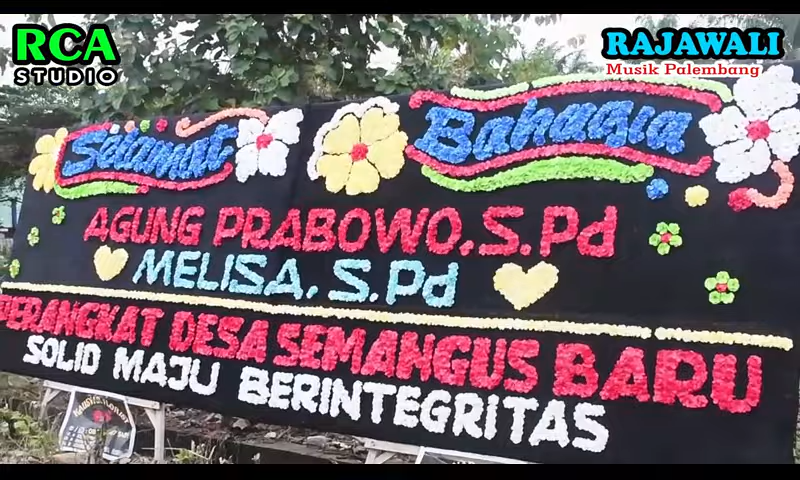 RCA
STUDIO
RAJAWALI
Musik Palembang
Selamat Bahagia
AGUNG PRABOWO, S.Pd
MELISA, S.Pd
PERANGKAT DESA SEMANGUS BARU
SOLID MAJU BERINTEGRITAS